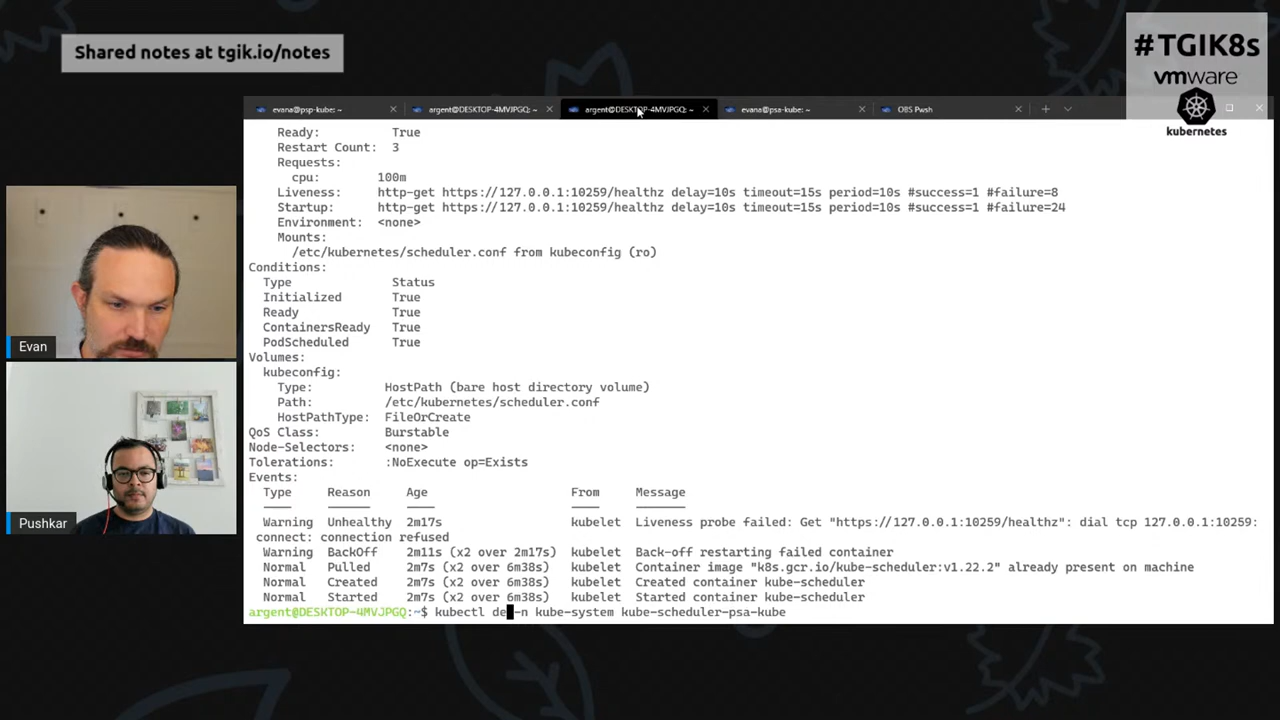 Shared notes at tgik.io/notes
#TGIK8s
vmware
kubernetes
evana@psp-kube: ~
argent@DESKTOP-4MVJPGQ: ~
argent@DESKTOP-4MVJPGQ: ~
evana@psa-kube: ~
OBS Pwsh
Ready: True
Restart Count: 3
Requests:
cpu: 100m
Liveness: http-get https://127.0.0.1:10259/healthz delay=10s timeout=15s period=10s #success=1 #failure=8
Startup: http-get https://127.0.0.1:10259/healthz delay=10s timeout=15s period=10s #success=1 #failure=24
Environment: <none>
Mounts:
/etc/kubernetes/scheduler.conf from kubeconfig (ro)
Conditions:
Type Status
Initialized True
Ready True
ContainersReady True
PodScheduled True
Volumes:
kubeconfig:
Type: HostPath (bare host directory volume)
Path: /etc/kubernetes/scheduler.conf
HostPathType: FileOrCreate
QoS Class: Burstable
Node-Selectors: <none>
Tolerations: :NoExecute op=Exists
Events:
Type Reason Age From Message
Warning Unhealthy 2m17s kubelet Liveness probe failed: Get "https://127.0.0.1:10259/healthz": dial tcp 127.0.0.1:10259:
connect: connection refused
Warning BackOff 2m11s (x2 over 2m17s) kubelet Back-off restarting failed container
Normal Pulled 2m7s (x2 over 6m38s) kubelet Container image "k8s.gcr.io/kube-scheduler:v1.22.2" already present on machine
Normal Created 2m7s (x2 over 6m38s) kubelet Created container kube-scheduler
Normal Started 2m7s (x2 over 6m38s) kubelet Started container kube-scheduler
argent@DESKTOP-4MVJPGQ:~$ kubectl de -n kube-system kube-scheduler-psa-kube
Evan
Pushkar